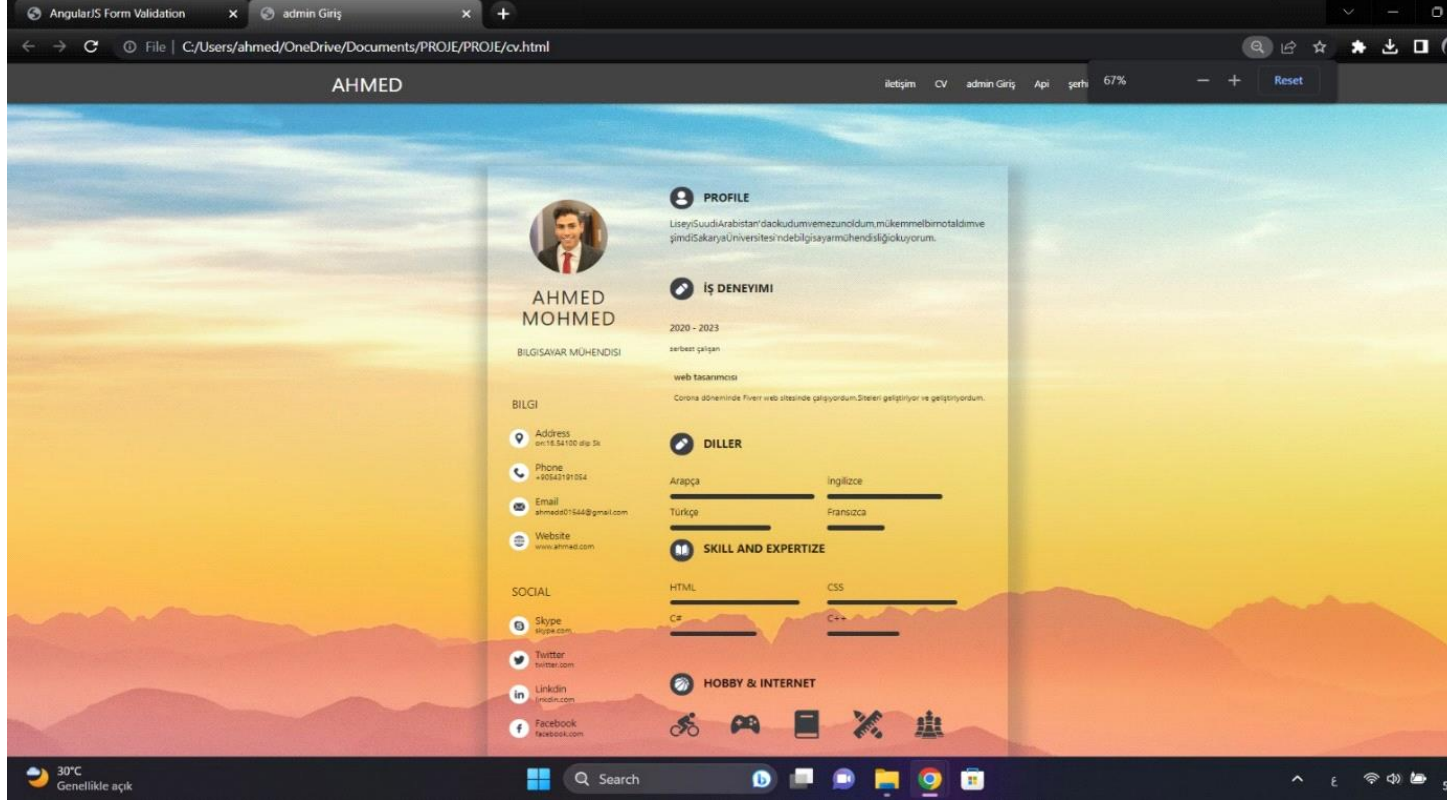 AngularJS Form Validation
admin Giriş
File | C:/Users/ahmed/OneDrive/Documents/PROJE/PROJE/cv.html
AHMED
iletişim CV admin Giriş Api şerhi
67% Reset
AHMED
MOHMED
BILGISAYAR MÜHENDISI
BILGI
Address
Phone
+90543191054
Email
ahmedd01544@gmail.com
Website
www.ahmed.com
SOCIAL
Skype
skype.com
Twitter
twitter.com
Linkdin
linkdin.com
Facebook
facebook.com
PROFILE
LiseyiSuudiArabistan'daokudumvemezunoldum,mükemmelbirnotaldımve
şimdiSakaryaÜniversitesi'ndebilgisayarmühendisliğiokuyorum.
İŞ DENEYIMI
2020 - 2023
serbest çalışan
web tasarımcısı
Corona döneminde Fiverr web sitesinde çalışıyordum.Siteleri geliştiriyor ve geliştiriyordum.
DILLER
Arapça İngilizce
Türkçe Fransızca
SKILL AND EXPERTIZE
HTML CSS
C# C++
HOBBY & INTERNET
30°C
Genellikle açık
Search
ع